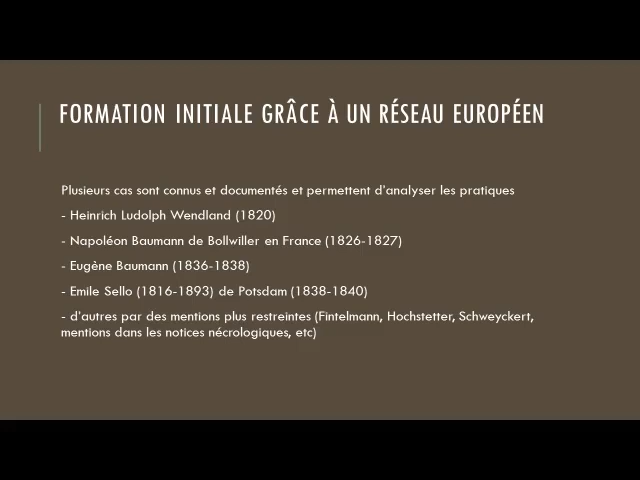 FORMATION INITIALE GRÂCE À UN RÉSEAU EUROPÉEN
Plusieurs cas sont connus et documentés et permettent d'analyser les pratiques
- Heinrich Ludolph Wendland (1820)
- Napoléon Baumann de Bollwiller en France (1826-1827)
- Eugène Baumann (1836-1838)
- Emile Sello (1816-1893) de Potsdam (1838-1840)
- d'autres par des mentions plus restreintes (Fintelmann, Hochstetter, Schweyckert,
mentions dans les notices nécrologiques, etc)